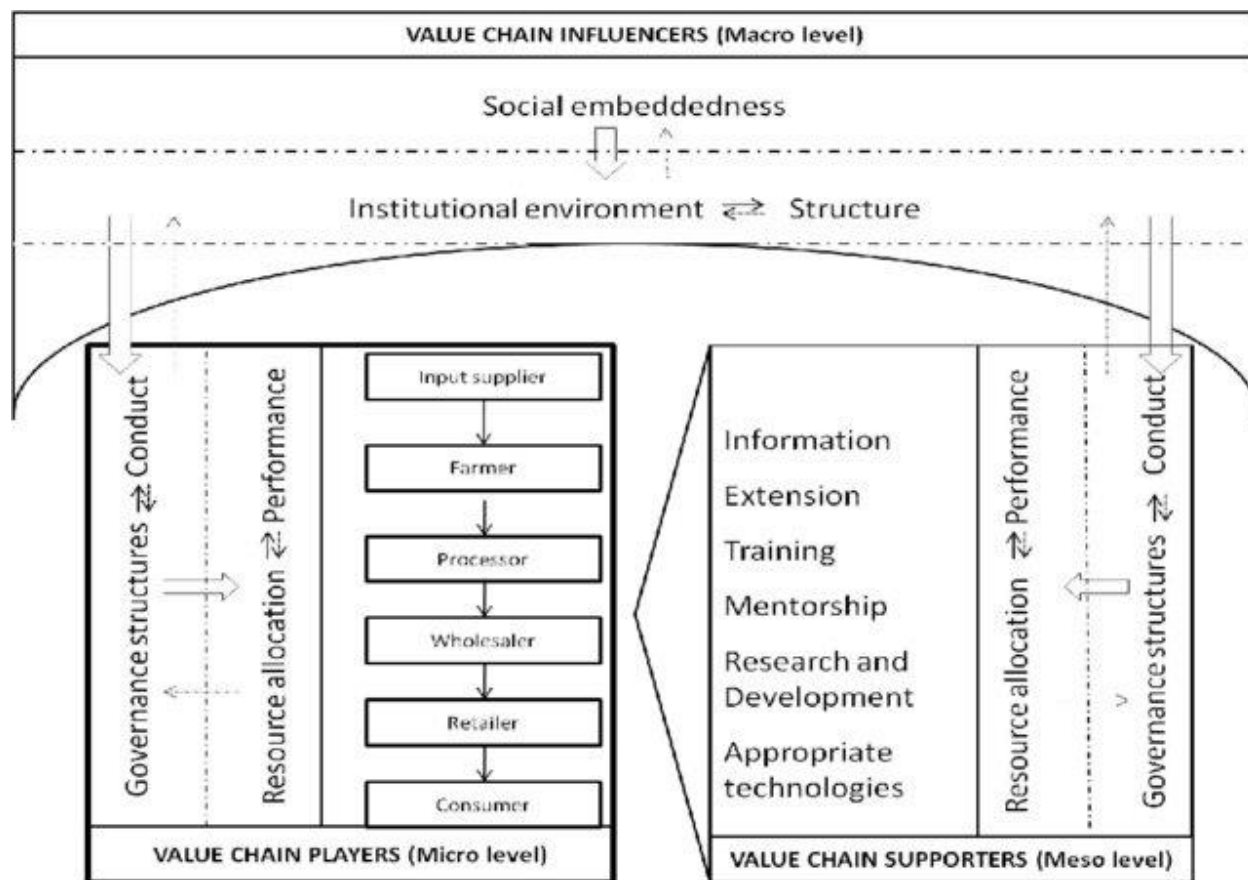 VALUE CHAIN INFLUENCERS (Macro level)
Social embeddedness
Institutional environment
Structure
Governance structures
Conduct
Resource allocation
Performance
Input supplier
Farmer
Processor
Wholesaler
Retailer
Consumer
VALUE CHAIN PLAYERS (Micro level)
Information
Extension
Training
Mentorship
Research and
Development
Appropriate
technologies
Resource allocation
Performance
Governance structures
Conduct
VALUE CHAIN SUPPORTERS (Meso level)